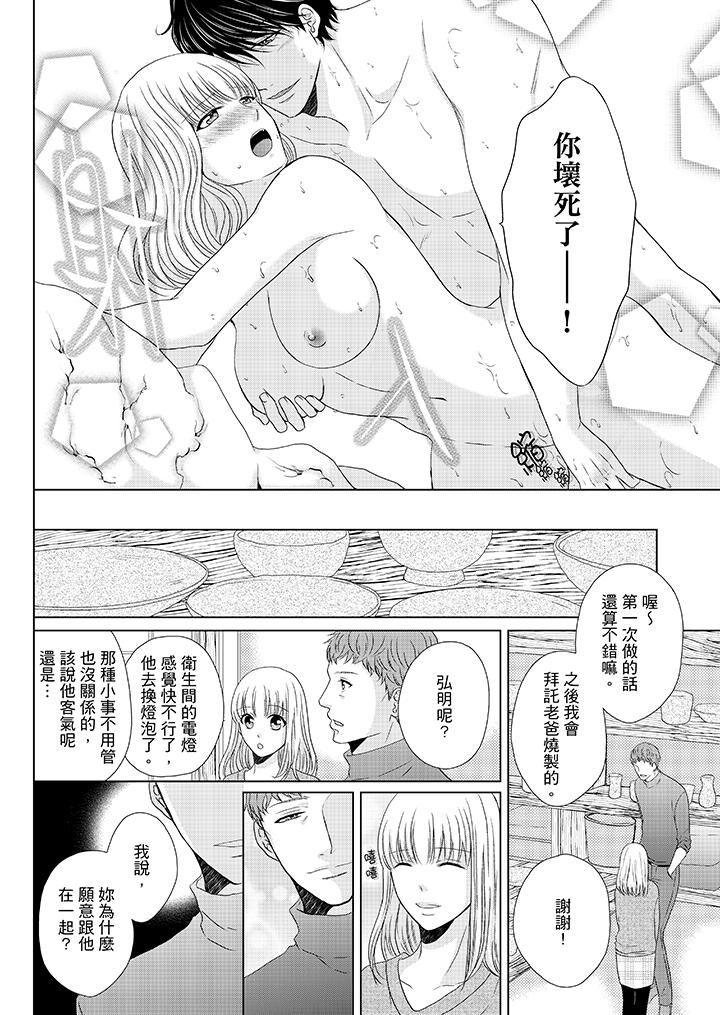 你壞死了──！
喔～
第一次做的話
還算不錯嘛。
之後我會
拜託老爸燒製的。
謝謝！
弘明呢？
衛生間的電燈
感覺快不行了，
他去換燈泡了。
那種小事不用管
也沒關係的，
該說他客氣呢
還是…
嘻嘻
我說，
妳為什麼
願意跟他
在一起？